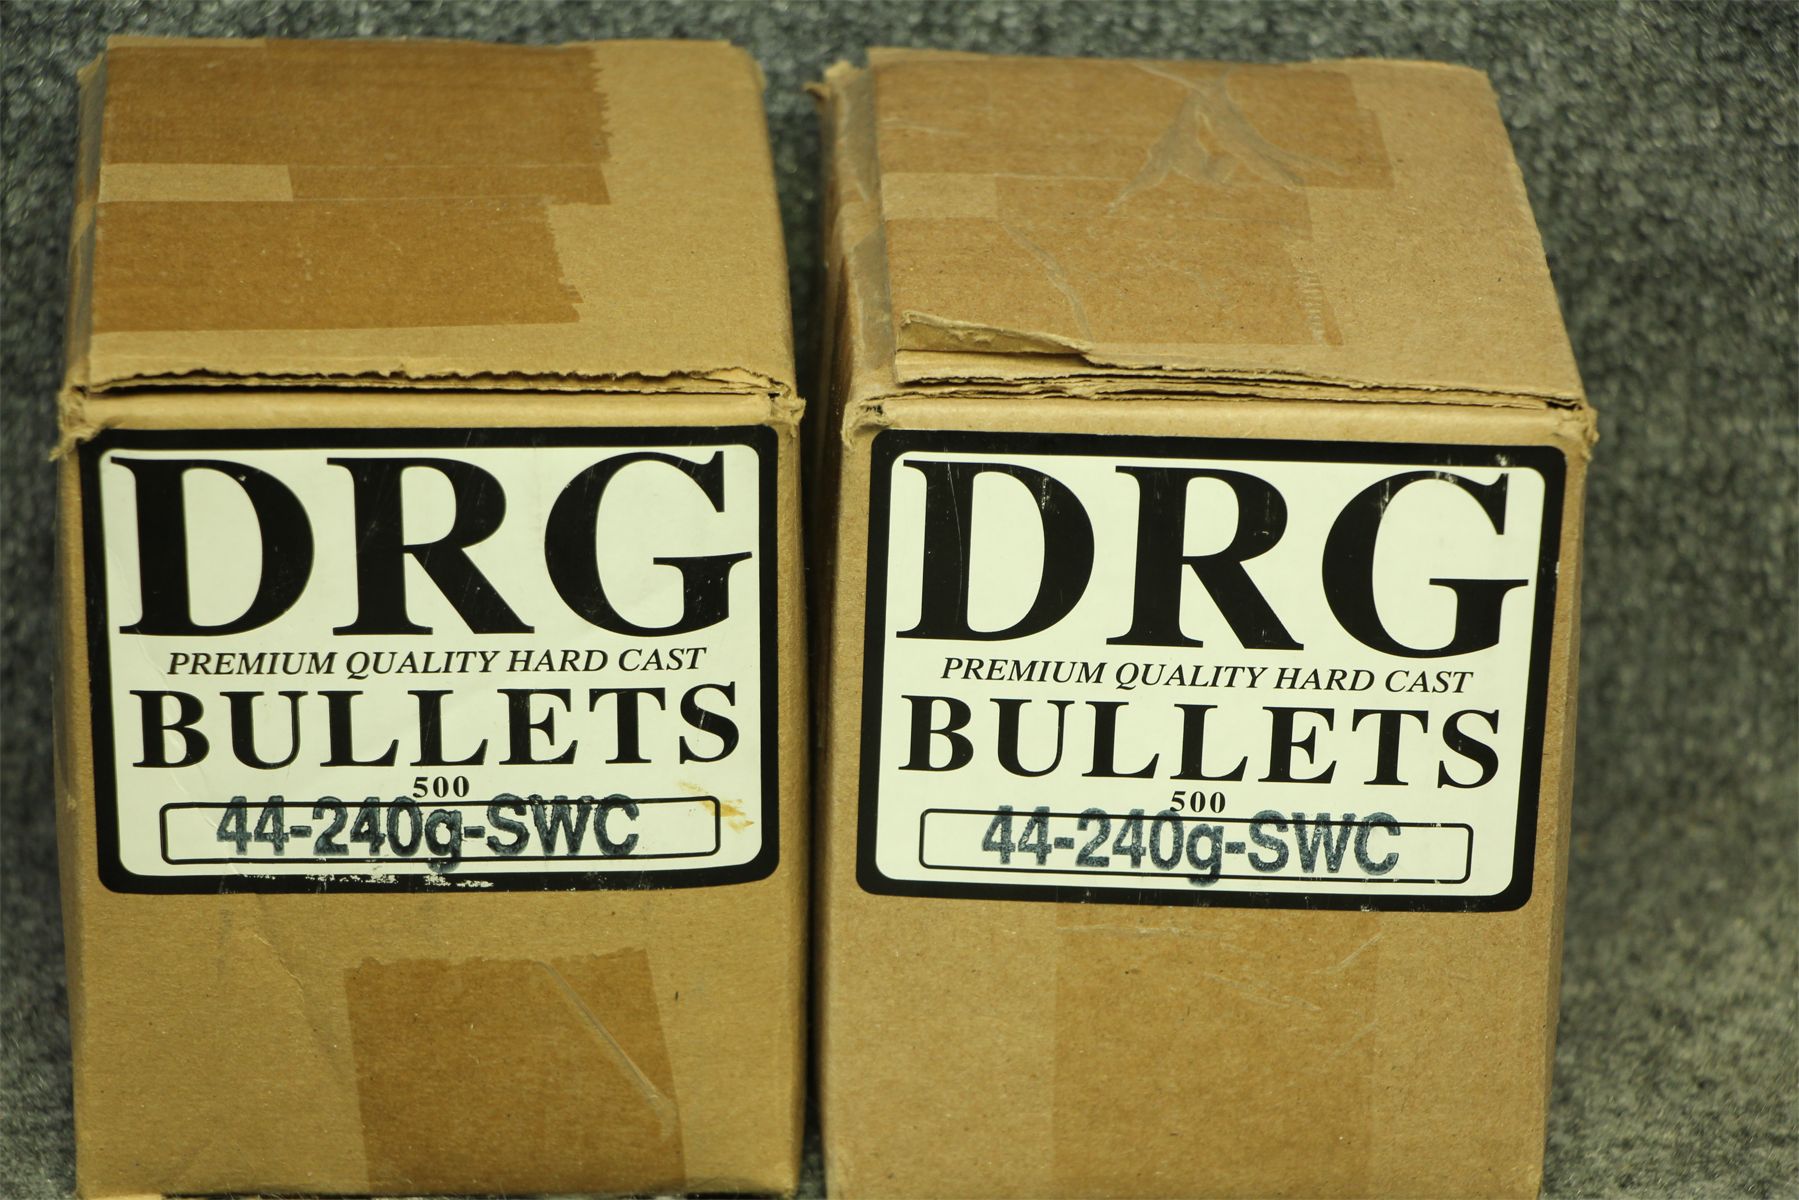 DRG
PREMIUM QUALITY HARD CAST
BULLETS
500
44-240g-SWC
DRG
PREMIUM QUALITY HARD CAST
BULLETS
500
44-240g-SWC